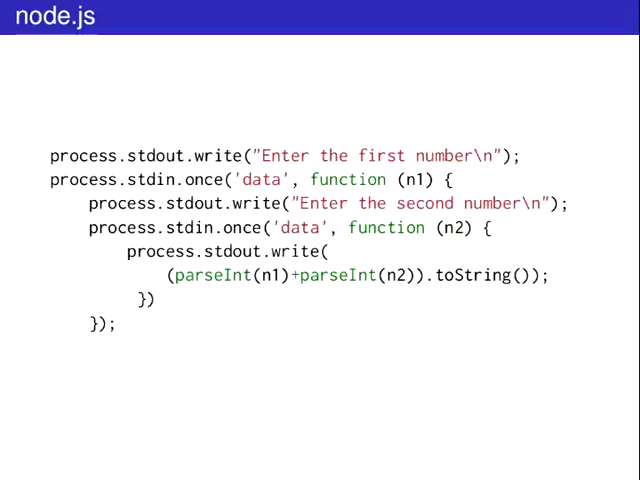 node.js
process.stdout.write("Enter the first number\n");
process.stdin.once('data', function (n1) {
process.stdout.write("Enter the second number\n");
process.stdin.once('data', function (n2) {
process.stdout.write(
(parseInt(n1)+parseInt(n2)).toString());
})
});